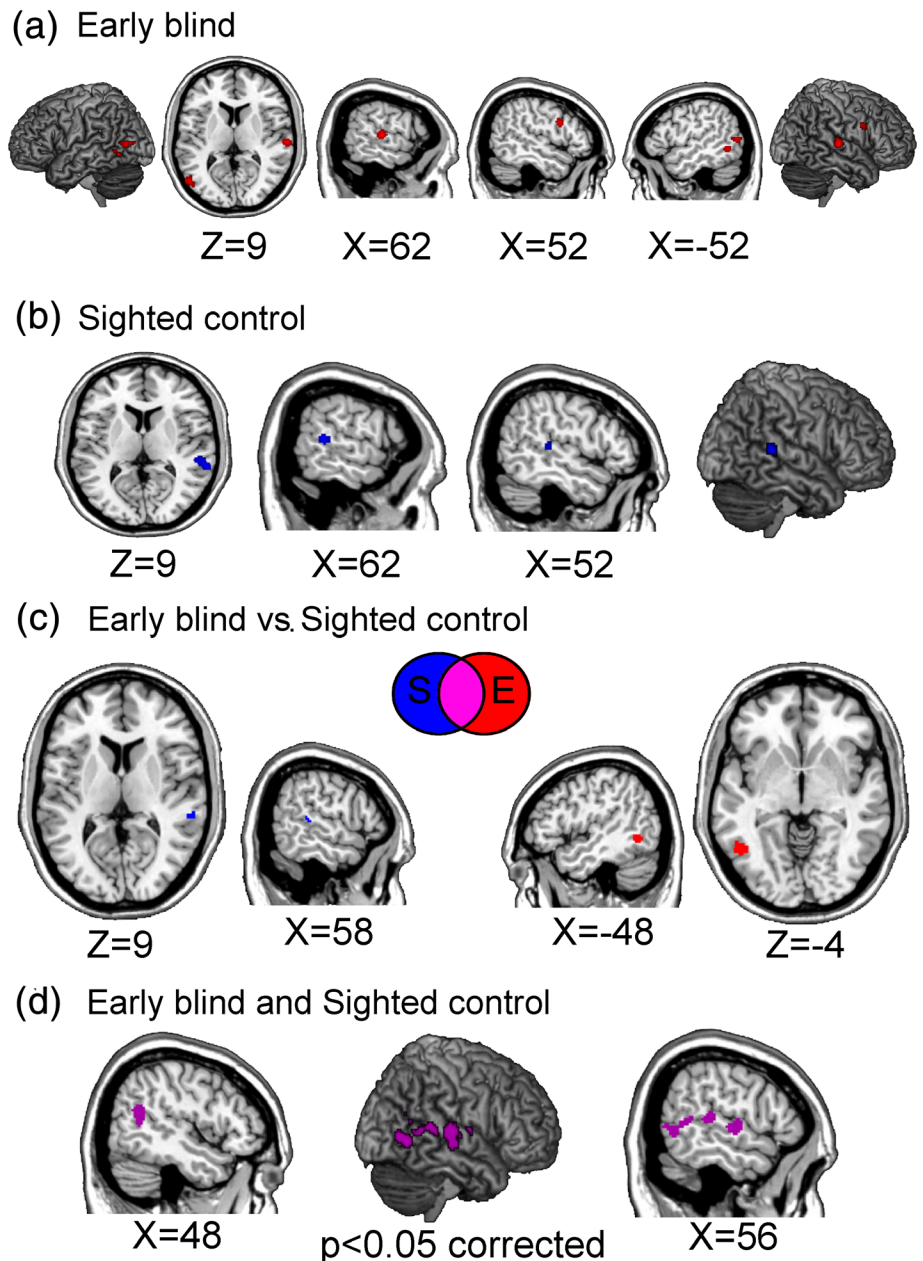 (a) Early blind
Z=9 X=62 X=52 X=-52
(b) Sighted control
Z=9 X=62 X=52
(c) Early blind vs. Sighted control
S E
Z=9 X=58 X=-48 Z=-4
(d) Early blind and Sighted control
X=48 p<0.05 corrected X=56